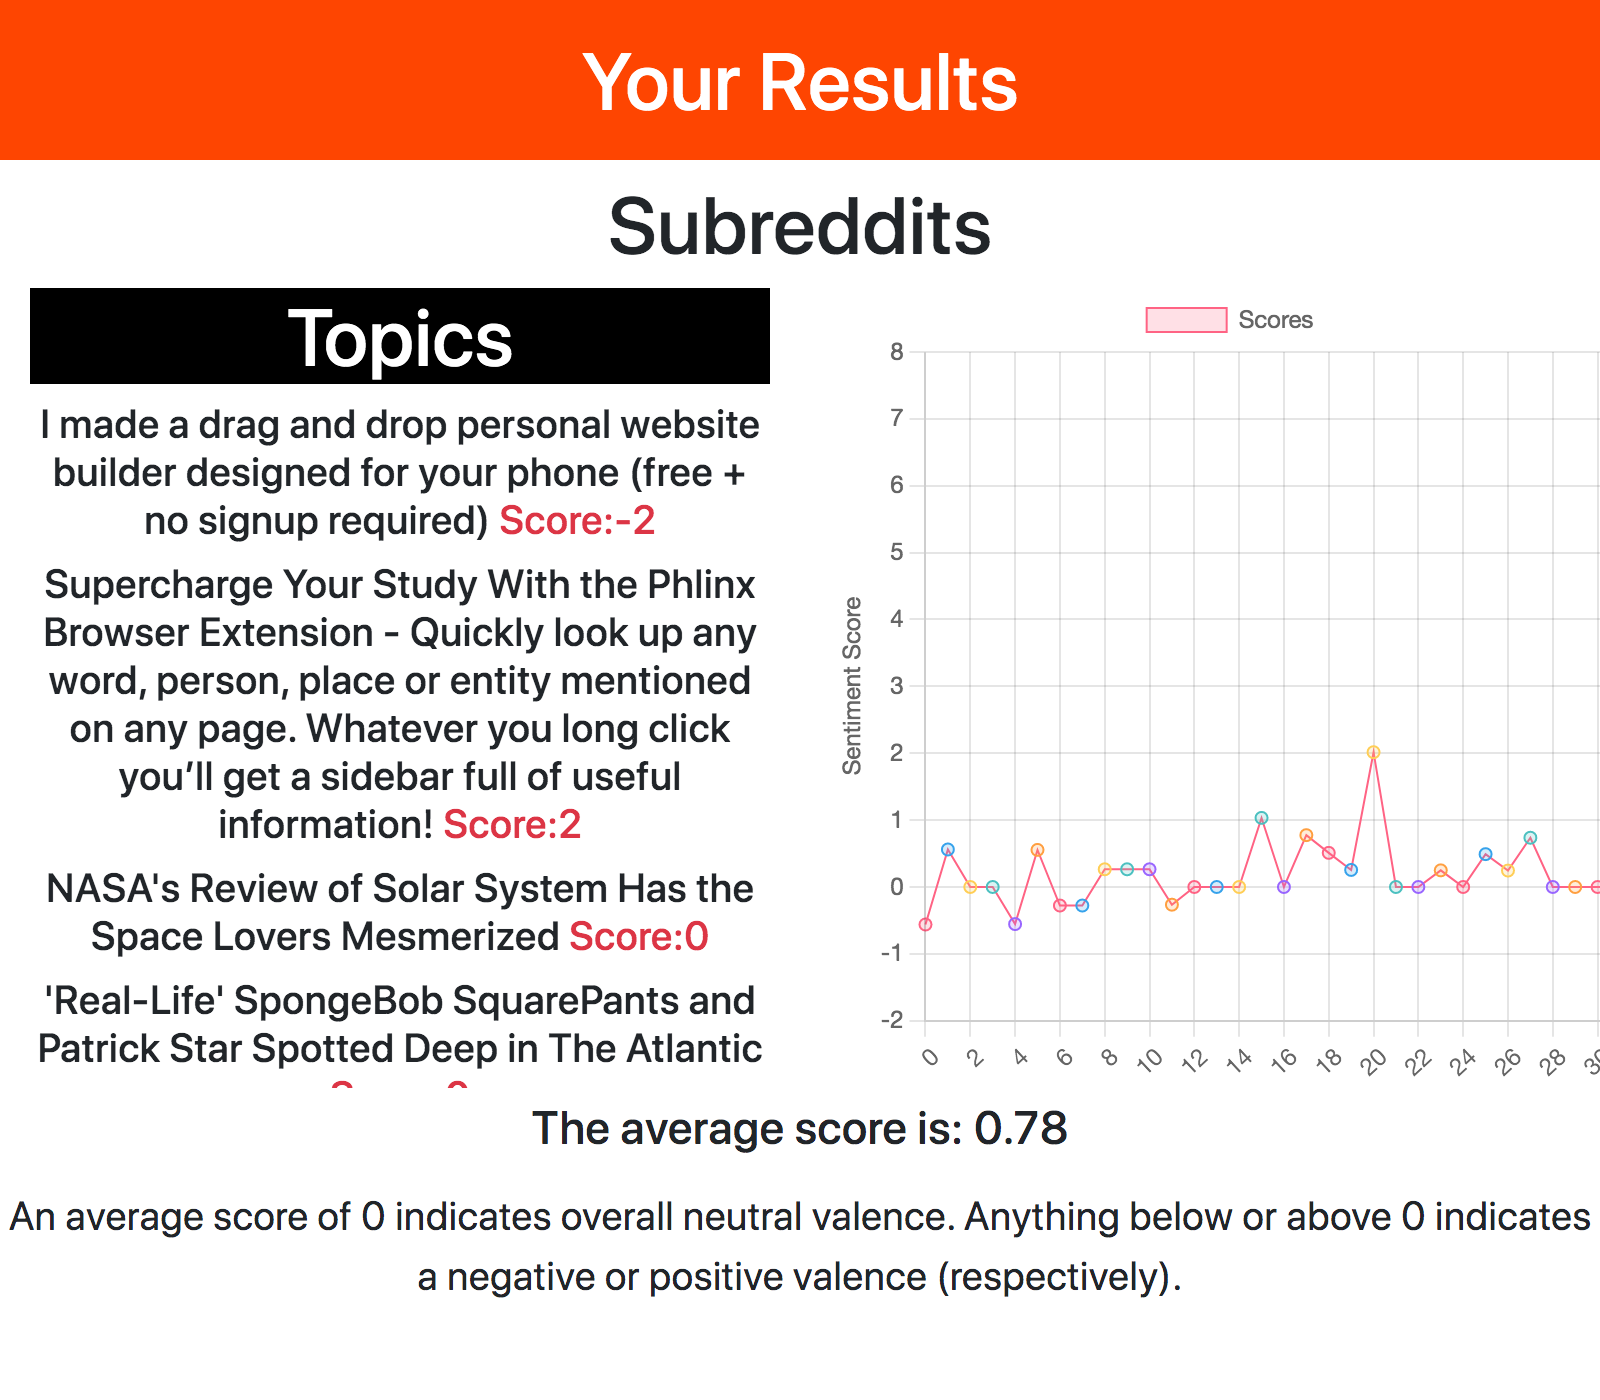 Your Results
Subreddits
Topics
I made a drag and drop personal website
builder designed for your phone (free +
no signup required) Score:-2
Supercharge Your Study With the Phlinx
Browser Extension - Quickly look up any
word, person, place or entity mentioned
on any page. Whatever you long click
you’ll get a sidebar full of useful
information! Score:2
NASA's Review of Solar System Has the
Space Lovers Mesmerized Score:0
'Real-Life' SpongeBob SquarePants and
Patrick Star Spotted Deep in The Atlantic
Scores
Sentiment Score
8
7
6
5
4
3
2
1
0
-1
-2
0 2 4 6 8 10 12 14 16 18 20 22 24 26 28
The average score is: 0.78
An average score of 0 indicates overall neutral valence. Anything below or above 0 indicates
a negative or positive valence (respectively).